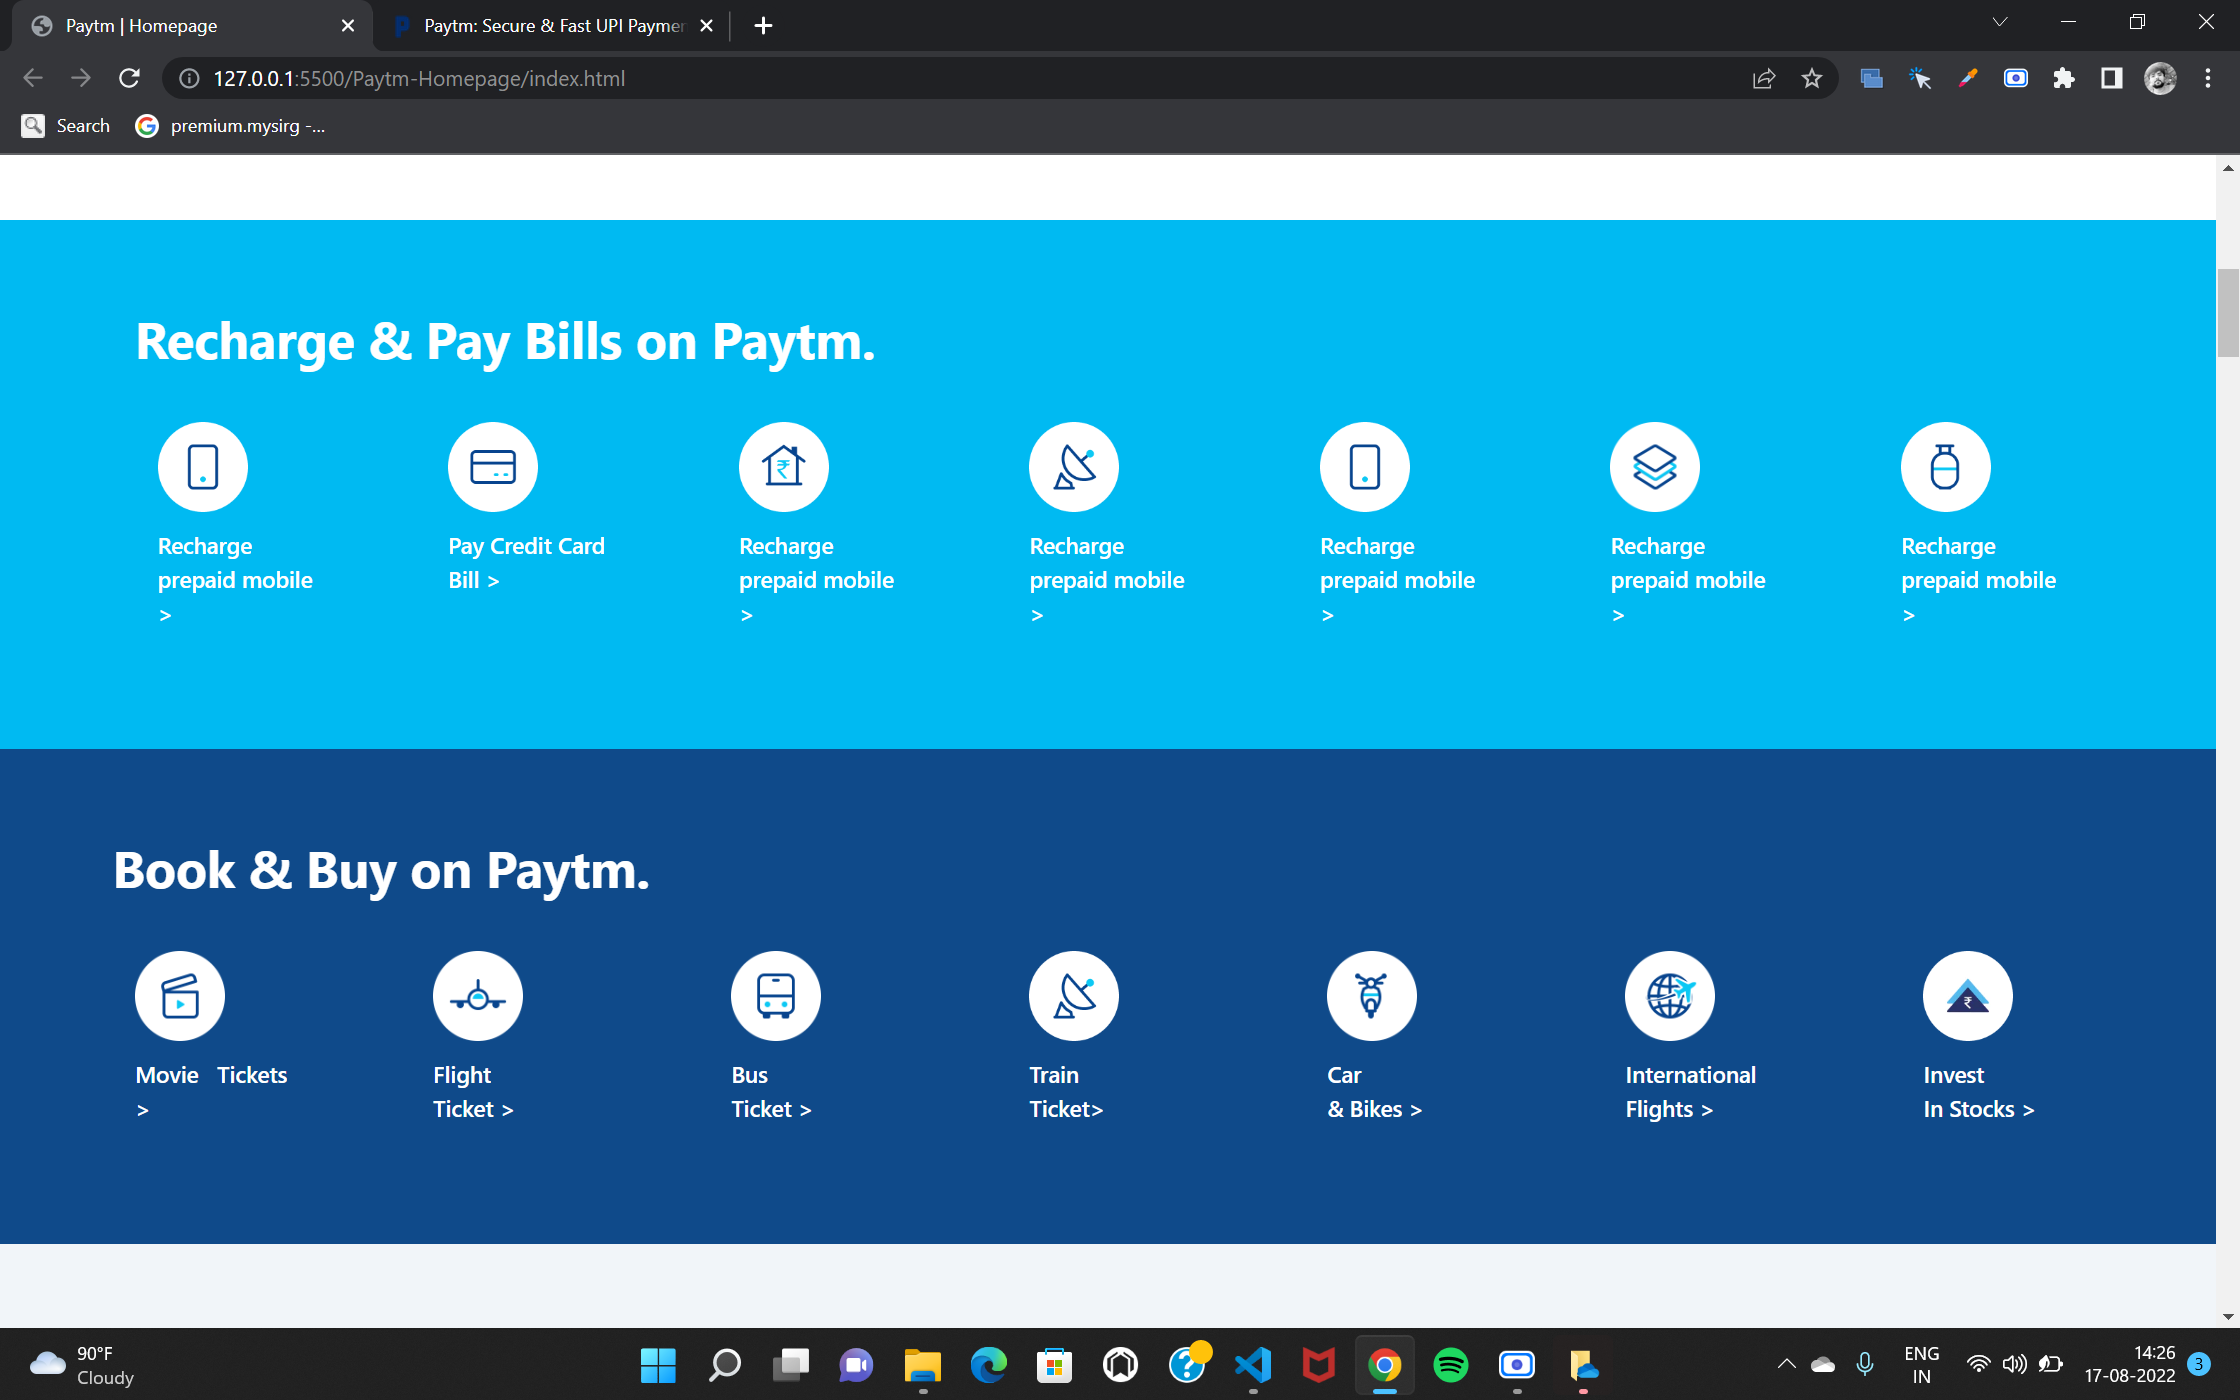 Paytm | Homepage
Paytm: Secure & Fast UPI Paymen
127.0.0.1:5500/Paytm-Homepage/index.html
Search
premium.mysirg -...
Recharge & Pay Bills on Paytm.
Recharge
prepaid mobile
>
Pay Credit Card
Bill >
Recharge
prepaid mobile
>
Recharge
prepaid mobile
>
Recharge
prepaid mobile
>
Recharge
prepaid mobile
>
Recharge
prepaid mobile
>
Book & Buy on Paytm.
Movie Tickets
>
Flight
Ticket >
Bus
Ticket >
Train
Ticket>
Car
& Bikes >
International
Flights >
Invest
In Stocks >
90°F
Cloudy
ENG
IN
14:26
17-08-2022
3